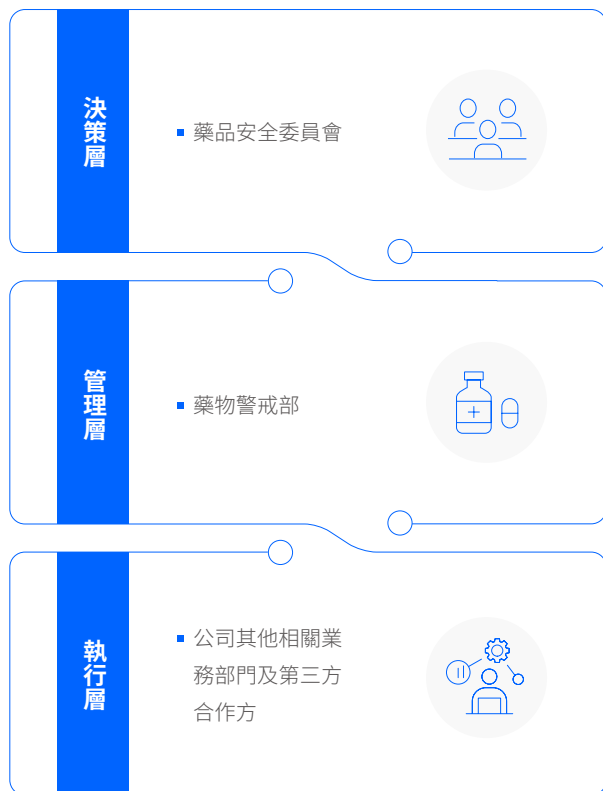 決策層
藥品安全委員會
管理層
藥物警戒部
執行層
公司其他相關業
務部門及第三方
合作方